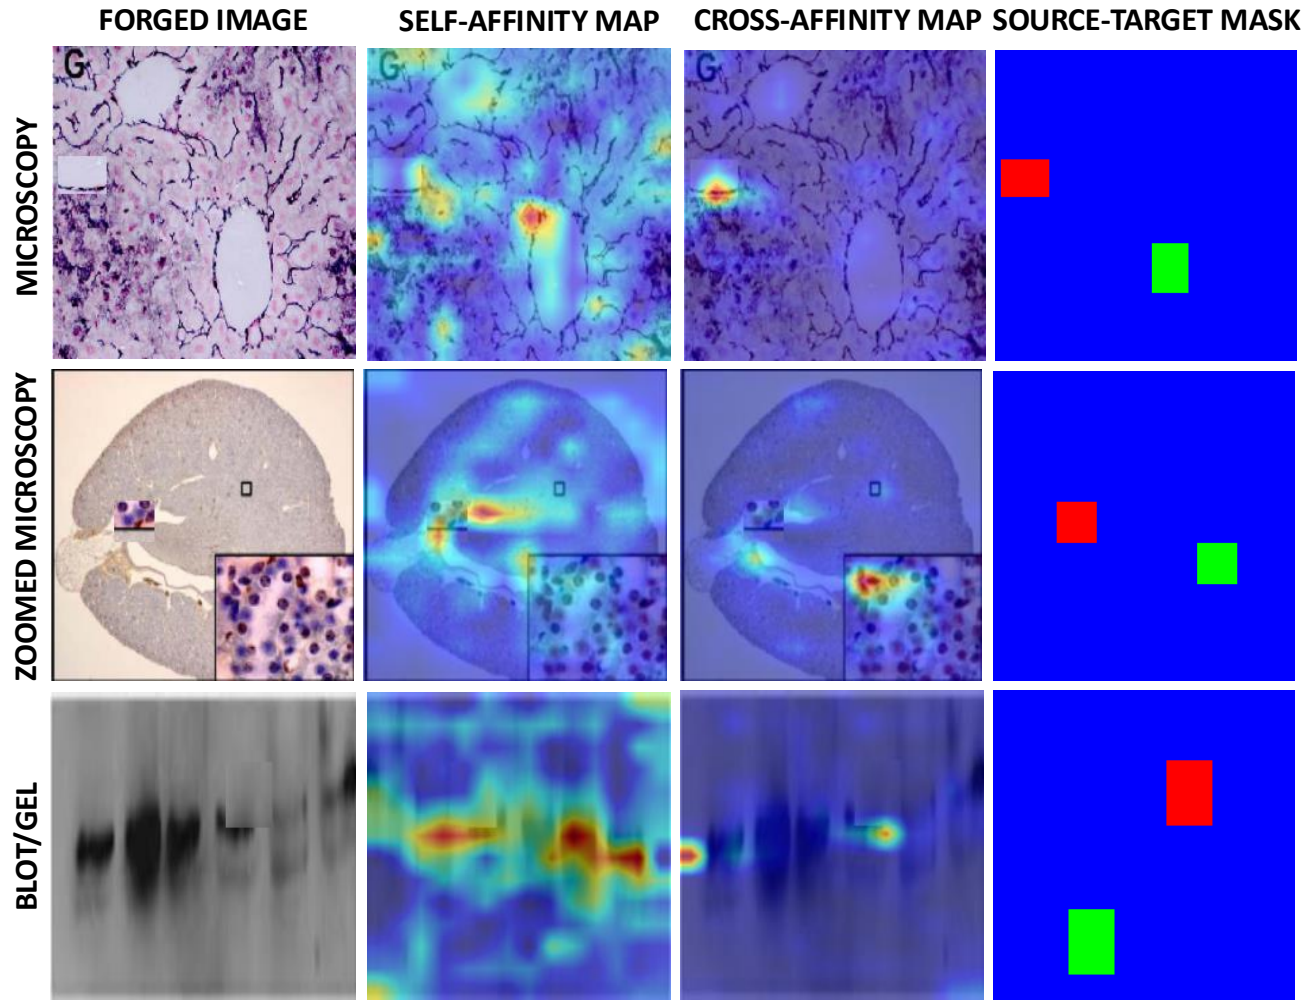 FORGED IMAGE SELF-AFFINITY MAP CROSS-AFFINITY MAP SOURCE-TARGET MASK
MICROSCOPY
G G G
ZOOMED MICROSCOPY
BLOT/GEL